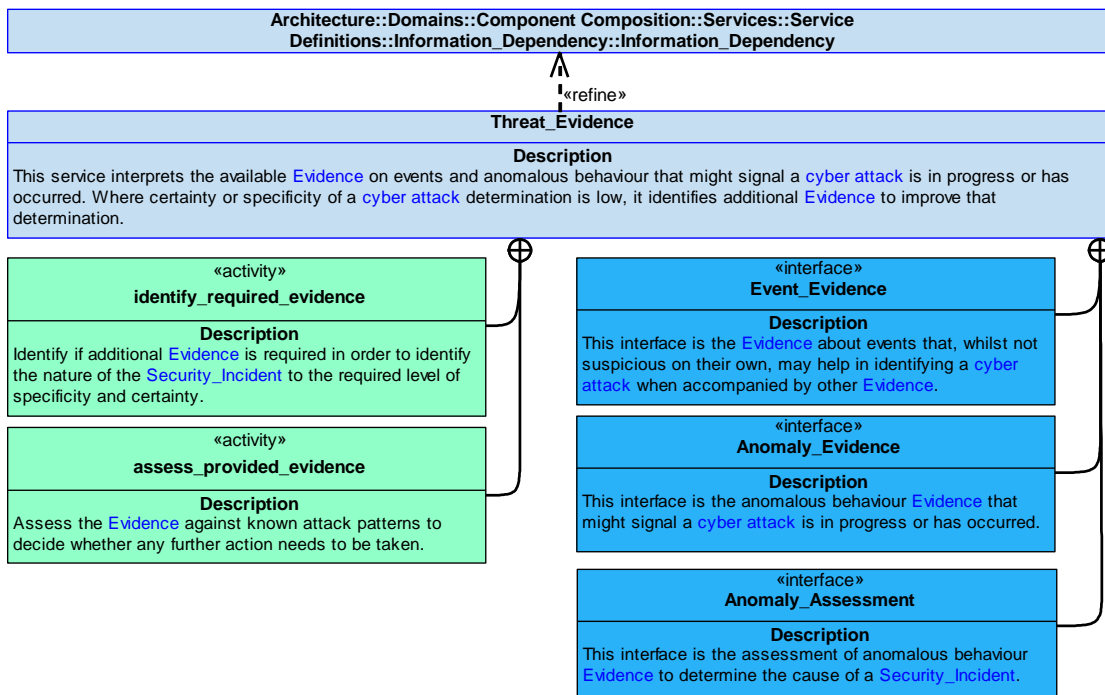 Architecture::Domains::Component Composition::Services::Service
Definitions::Information_Dependency::Information_Dependency
«refine»
Threat_Evidence
Description
This service interprets the available Evidence on events and anomalous behaviour that might signal a cyber attack is in progress or has
occurred. Where certainty or specificity of a cyber attack determination is low, it identifies additional Evidence to improve that
determination.
«activity»
identify_required_evidence
Description
Identify if additional Evidence is required in order to identify
the nature of the Security_Incident to the required level of
specificity and certainty.
«activity»
assess_provided_evidence
Description
Assess the Evidence against known attack patterns to
decide whether any further action needs to be taken.
«interface»
Event_Evidence
Description
This interface is the Evidence about events that, whilst not
suspicious on their own, may help in identifying a cyber
attack when accompanied by other Evidence.
«interface»
Anomaly_Evidence
Description
This interface is the anomalous behaviour Evidence that
might signal a cyber attack is in progress or has occurred.
«interface»
Anomaly_Assessment
Description
This interface is the assessment of anomalous behaviour
Evidence to determine the cause of a Security_Incident.